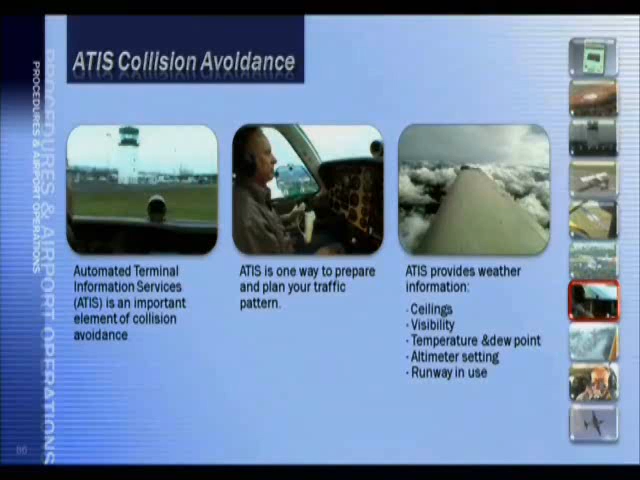 ATIS Collision Avoidance
PROCEDURES & AIRPORT OPERATIONS
PROCEDURES & AIRPORT OPERATIONS
Automated Terminal
Information Services
(ATIS) is an important
element of collision
avoidance
ATIS is one way to prepare
and plan your traffic
pattern.
ATIS provides weather
information:
- Ceilings
• Visibility
• Temperature &dew point
• Altimeter setting
• Runway in use
86